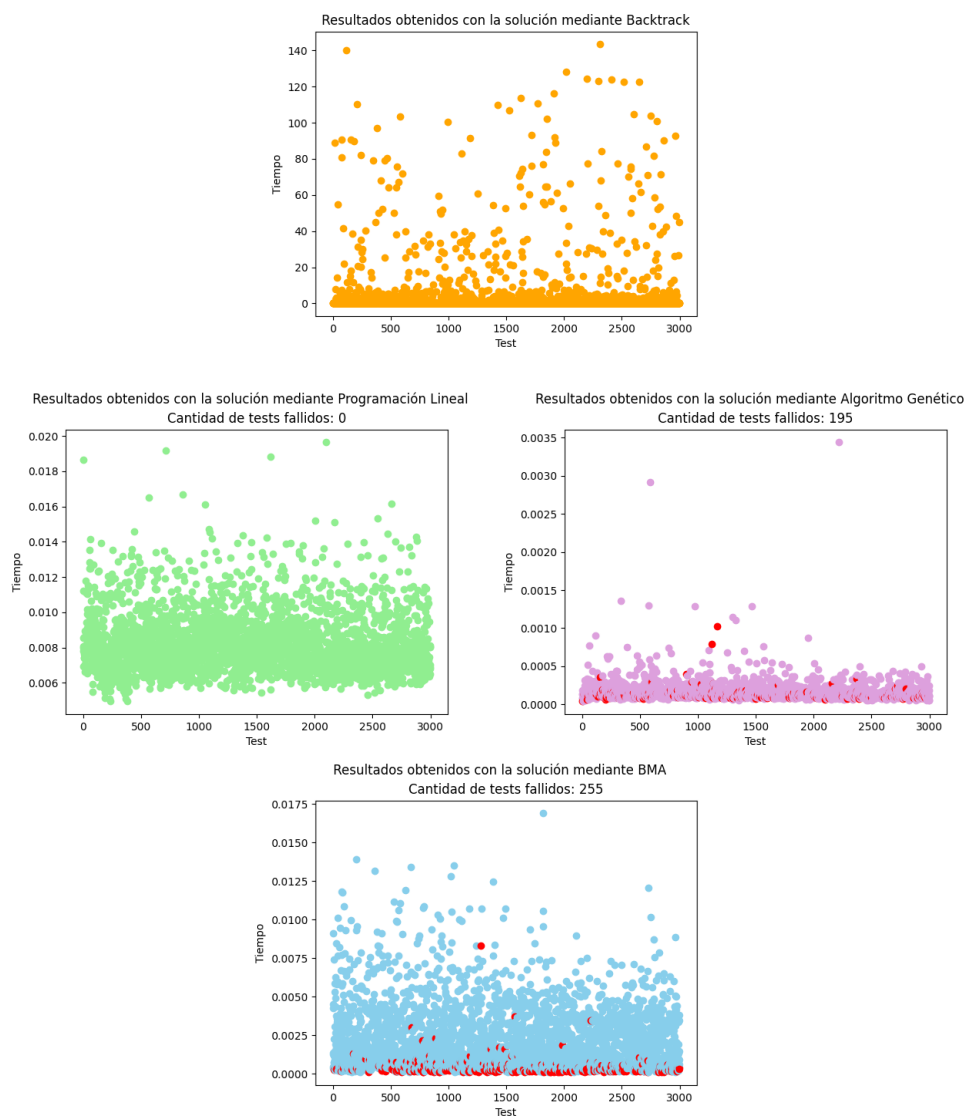 Resultados obtenidos con la solución mediante Backtrack
140
120
100
80
60
40
20
0
Tiempo
0 500 1000 1500 2000 2500 3000
Test
Resultados obtenidos con la solución mediante Programación Lineal
Cantidad de tests fallidos: 0
0.020
0.018
0.016
0.014
0.012
0.010
0.008
0.006
Tiempo
0 500 1000 1500 2000 2500 3000
Test
Resultados obtenidos con la solución mediante Algoritmo Genético
Cantidad de tests fallidos: 195
0.0035
0.0030
0.0025
0.0020
0.0015
0.0010
0.0005
0.0000
Tiempo
0 500 1000 1500 2000 2500 3000
Test
Resultados obtenidos con la solución mediante BMA
Cantidad de tests fallidos: 255
0.0175
0.0150
0.0125
0.0100
0.0075
0.0050
0.0025
0.0000
Tiempo
0 500 1000 1500 2000 2500 3000
Test